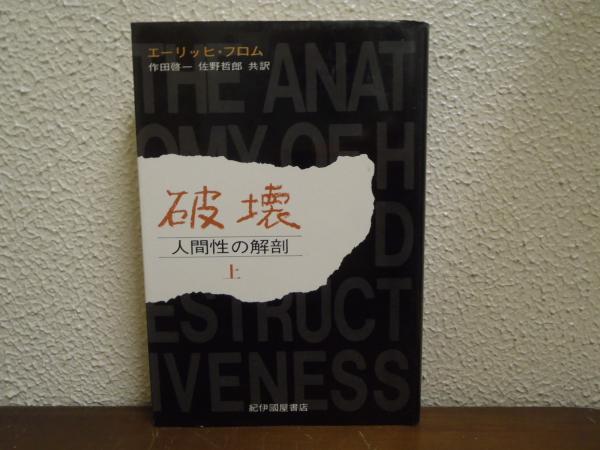 エーリッヒ・フロム
作田啓一 佐野哲郎 共訳
THE ANAT
OMY OF H
D
ESTRUCT
IVENESS
破壊
人間性の解剖
上
紀伊國屋書店